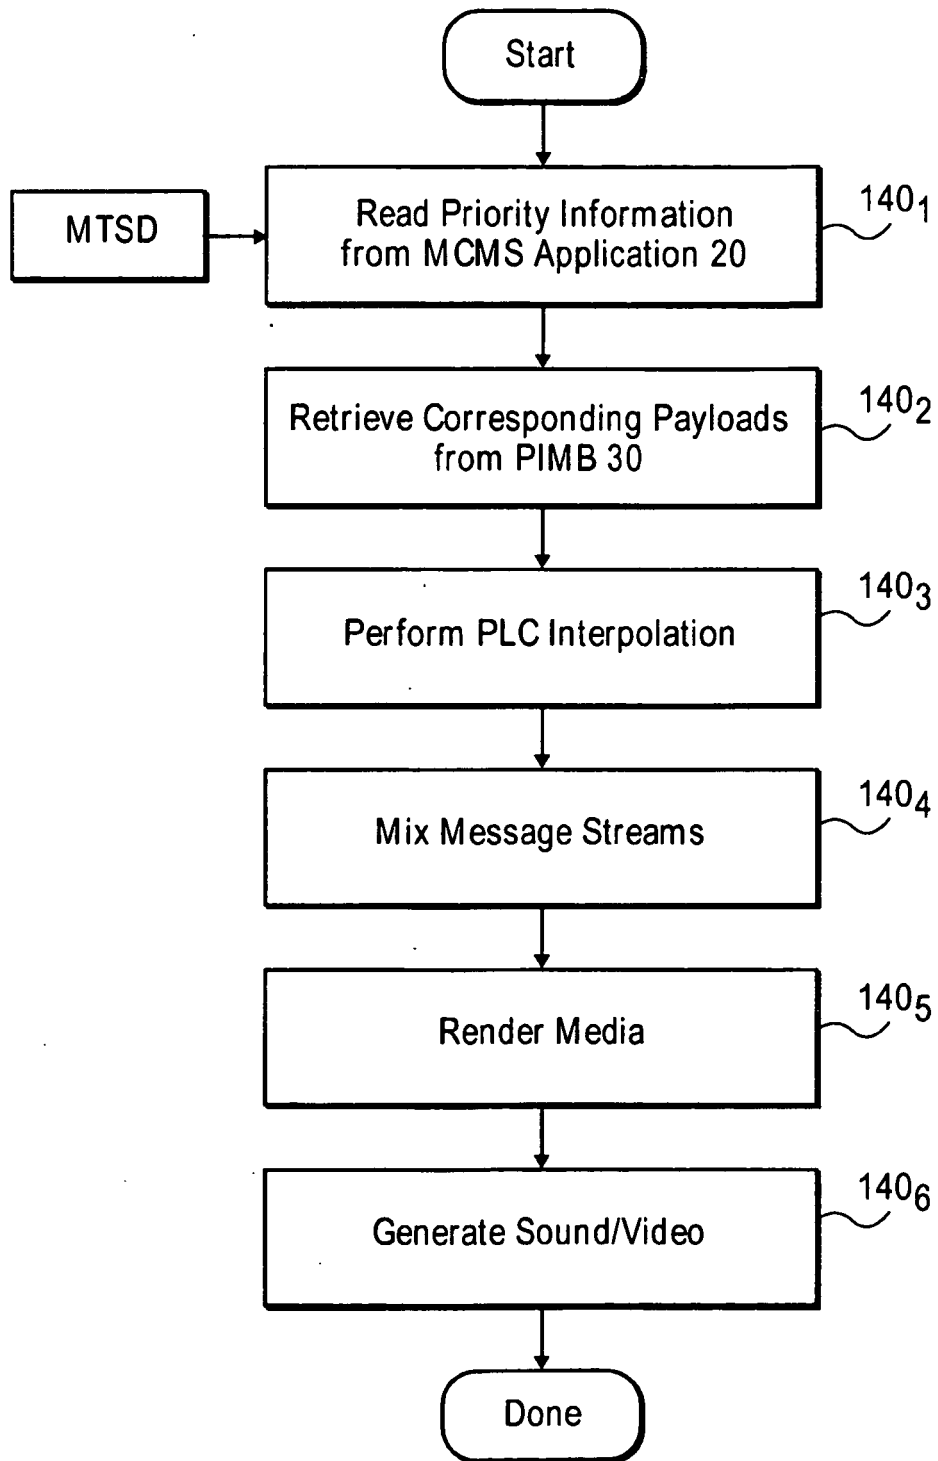 Start
MTSD
Read Priority Information
from MCMS Application 20
140₁
Retrieve Corresponding Payloads
from PIMB 30
140₂
Perform PLC Interpolation
140₃
Mix Message Streams
140₄
Render Media
140₅
Generate Sound/Video
140₆
Done